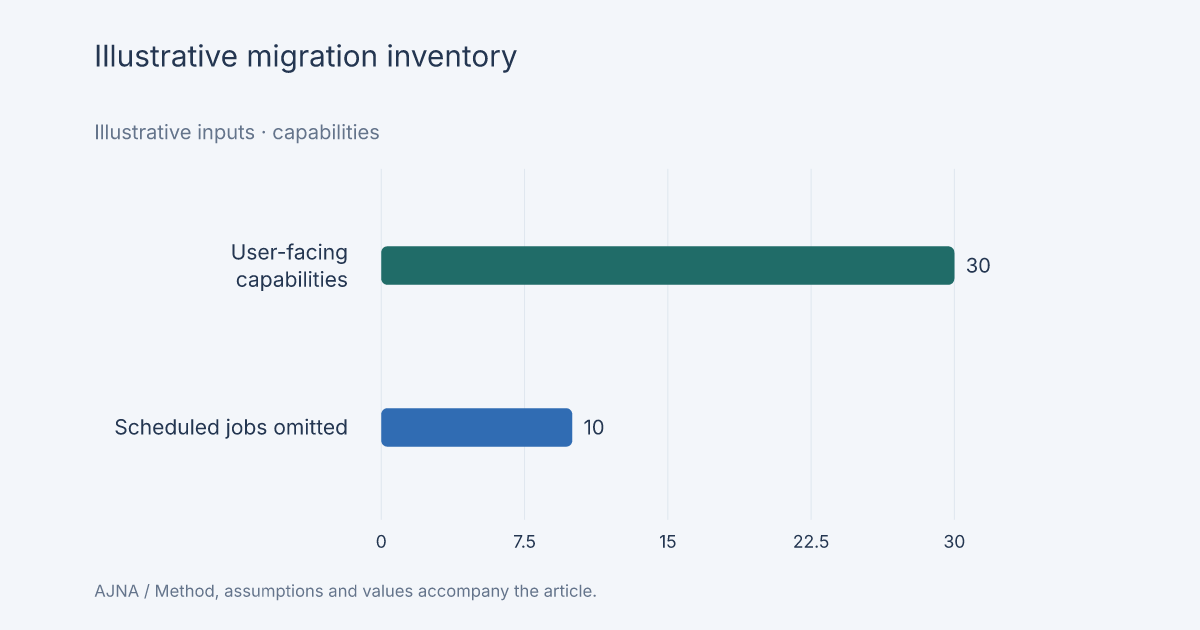 Illustrative migration inventory
Illustrative inputs · capabilities
User-facing
capabilities
30
Scheduled jobs omitted
10
0
7.5
15
22.5
30
AJNA / Method, assumptions and values accompany the article.